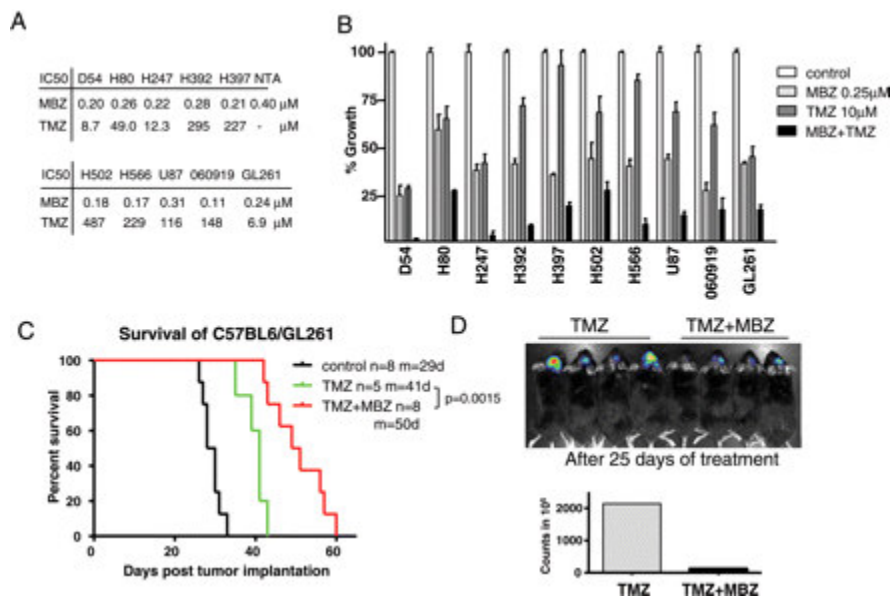 A
IC50 D54 H80 H247 H392 H397 NTA
MBZ 0.20 0.26 0.22 0.28 0.21 0.40 μM
TMZ 8.7 49.0 12.3 295 227 - μM
IC50 H502 H566 U87 060919 GL261
MBZ 0.18 0.17 0.31 0.11 0.24 μM
TMZ 487 229 116 148 6.9 μM
B
% Growth
100
75
50
25
D54 H80 H247 H392 H397 H502 H566 U87 060919 GL261
control
MBZ 0.25μM
TMZ 10μM
MBZ+TMZ
C
Survival of C57BL6/GL261
Percent survival
100
80
60
40
20
0
0 20 40 60
Days post tumor implantation
control n=8 m=29d
TMZ n=5 m=41d
TMZ+MBZ n=8
m=50d
p=0.0015
D
TMZ TMZ+MBZ
After 25 days of treatment
Counts in 10⁵
2000
1000
0
TMZ TMZ+MBZ